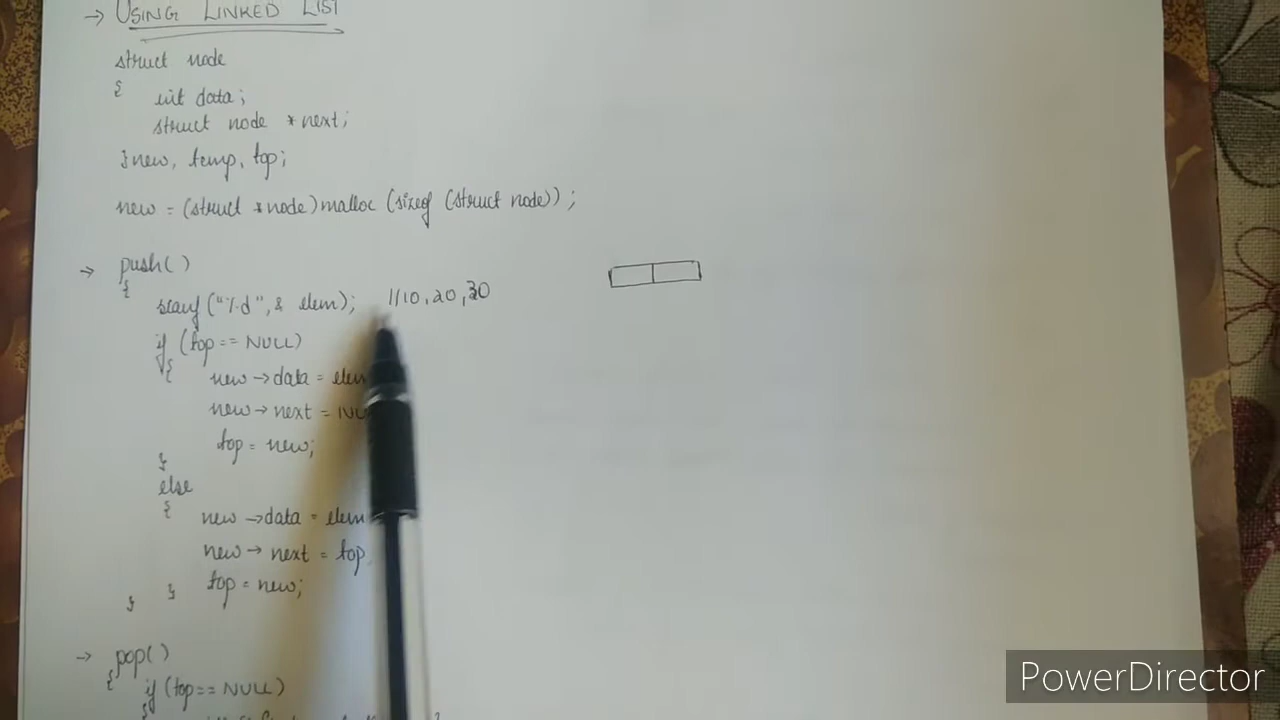 → USING LINKED LIST
struct node
{
int data;
struct node *next;
} new, temp, top;
new = (struct *node) malloc (sizeof (struct node));
→ push()
{
scanf ("%d", & elem); //10, 20, 30
if (top == NULL)
{ new → data = elem
new → next = NU
top = new;
}
else
{
new → data = elem
new → next = top
top = new;
} }
→ pop()
{
if (top == NULL)
{
PowerDirector